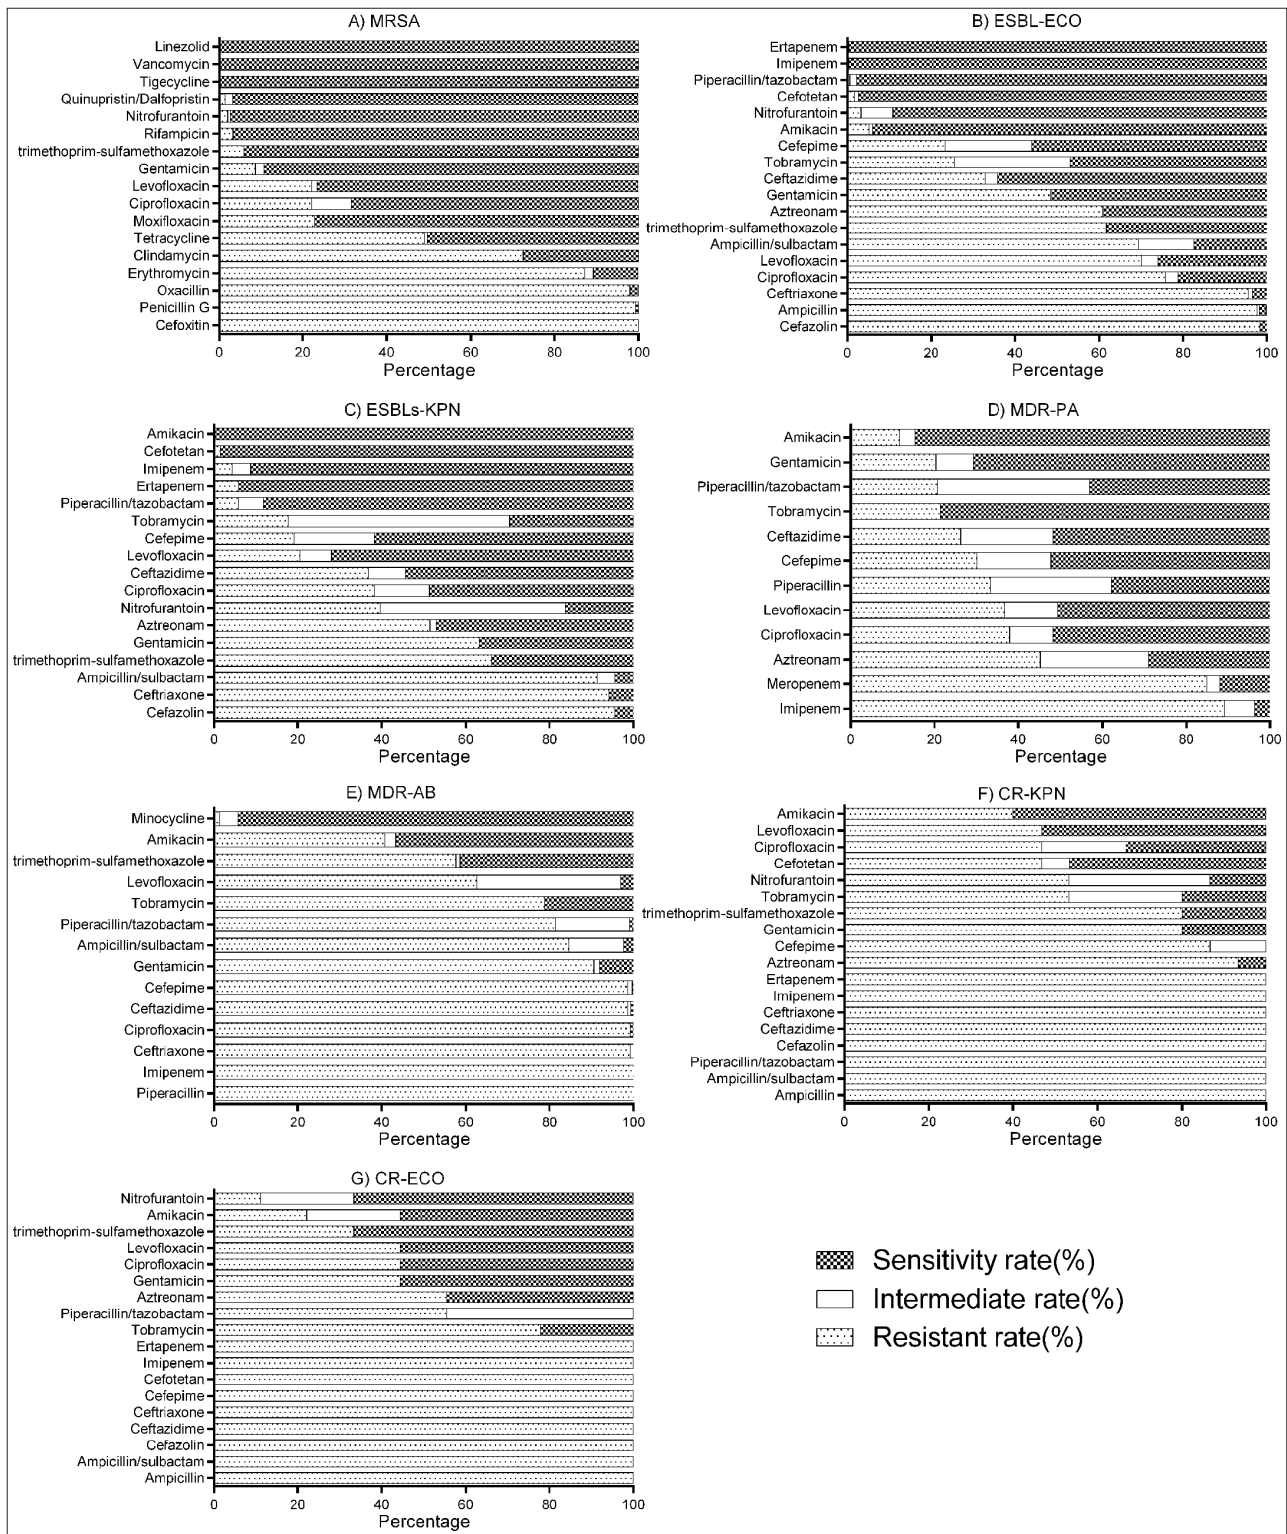 A) MRSA
Linezolid
Vancomycin
Tigecycline
Quinupristin/Dalfopristin
Nitrofurantoin
Rifampicin
trimethoprim-sulfamethoxazole
Gentamicin
Levofloxacin
Ciprofloxacin
Moxifloxacin
Tetracycline
Clindamycin
Erythromycin
Oxacillin
Penicillin G
Cefoxitin
0 20 40 60 80 100
Percentage
B) ESBL-ECO
Ertapenem
Imipenem
Piperacillin/tazobactam
Cefotetan
Nitrofurantoin
Amikacin
Cefepime
Tobramycin
Ceftazidime
Gentamicin
Aztreonam
trimethoprim-sulfamethoxazole
Ampicillin/sulbactam
Levofloxacin
Ciprofloxacin
Ceftriaxone
Ampicillin
Cefazolin
0 20 40 60 80 100
Percentage
C) ESBLs-KPN
Amikacin
Cefotetan
Imipenem
Ertapenem
Piperacillin/tazobactam
Tobramycin
Cefepime
Levofloxacin
Ceftazidime
Ciprofloxacin
Nitrofurantoin
Aztreonam
Gentamicin
trimethoprim-sulfamethoxazole
Ampicillin/sulbactam
Ceftriaxone
Cefazolin
0 20 40 60 80 100
Percentage
D) MDR-PA
Amikacin
Gentamicin
Piperacillin/tazobactam
Tobramycin
Ceftazidime
Cefepime
Piperacillin
Levofloxacin
Ciprofloxacin
Aztreonam
Meropenem
Imipenem
0 20 40 60 80 100
Percentage
E) MDR-AB
Minocycline
Amikacin
trimethoprim-sulfamethoxazole
Levofloxacin
Tobramycin
Piperacillin/tazobactam
Ampicillin/sulbactam
Gentamicin
Cefepime
Ceftazidime
Ciprofloxacin
Ceftriaxone
Imipenem
Piperacillin
0 20 40 60 80 100
Percentage
F) CR-KPN
Amikacin
Levofloxacin
Ciprofloxacin
Cefotetan
Nitrofurantoin
Tobramycin
trimethoprim-sulfamethoxazole
Gentamicin
Cefepime
Aztreonam
Ertapenem
Imipenem
Ceftriaxone
Ceftazidime
Cefazolin
Piperacillin/tazobactam
Ampicillin/sulbactam
Ampicillin
0 20 40 60 80 100
Percentage
G) CR-ECO
Nitrofurantoin
Amikacin
trimethoprim-sulfamethoxazole
Levofloxacin
Ciprofloxacin
Gentamicin
Aztreonam
Piperacillin/tazobactam
Tobramycin
Ertapenem
Imipenem
Cefotetan
Cefepime
Ceftriaxone
Ceftazidime
Cefazolin
Ampicillin/sulbactam
Ampicillin
0 20 40 60 80 100
Percentage
Sensitivity rate(%)
Intermediate rate(%)
Resistant rate(%)